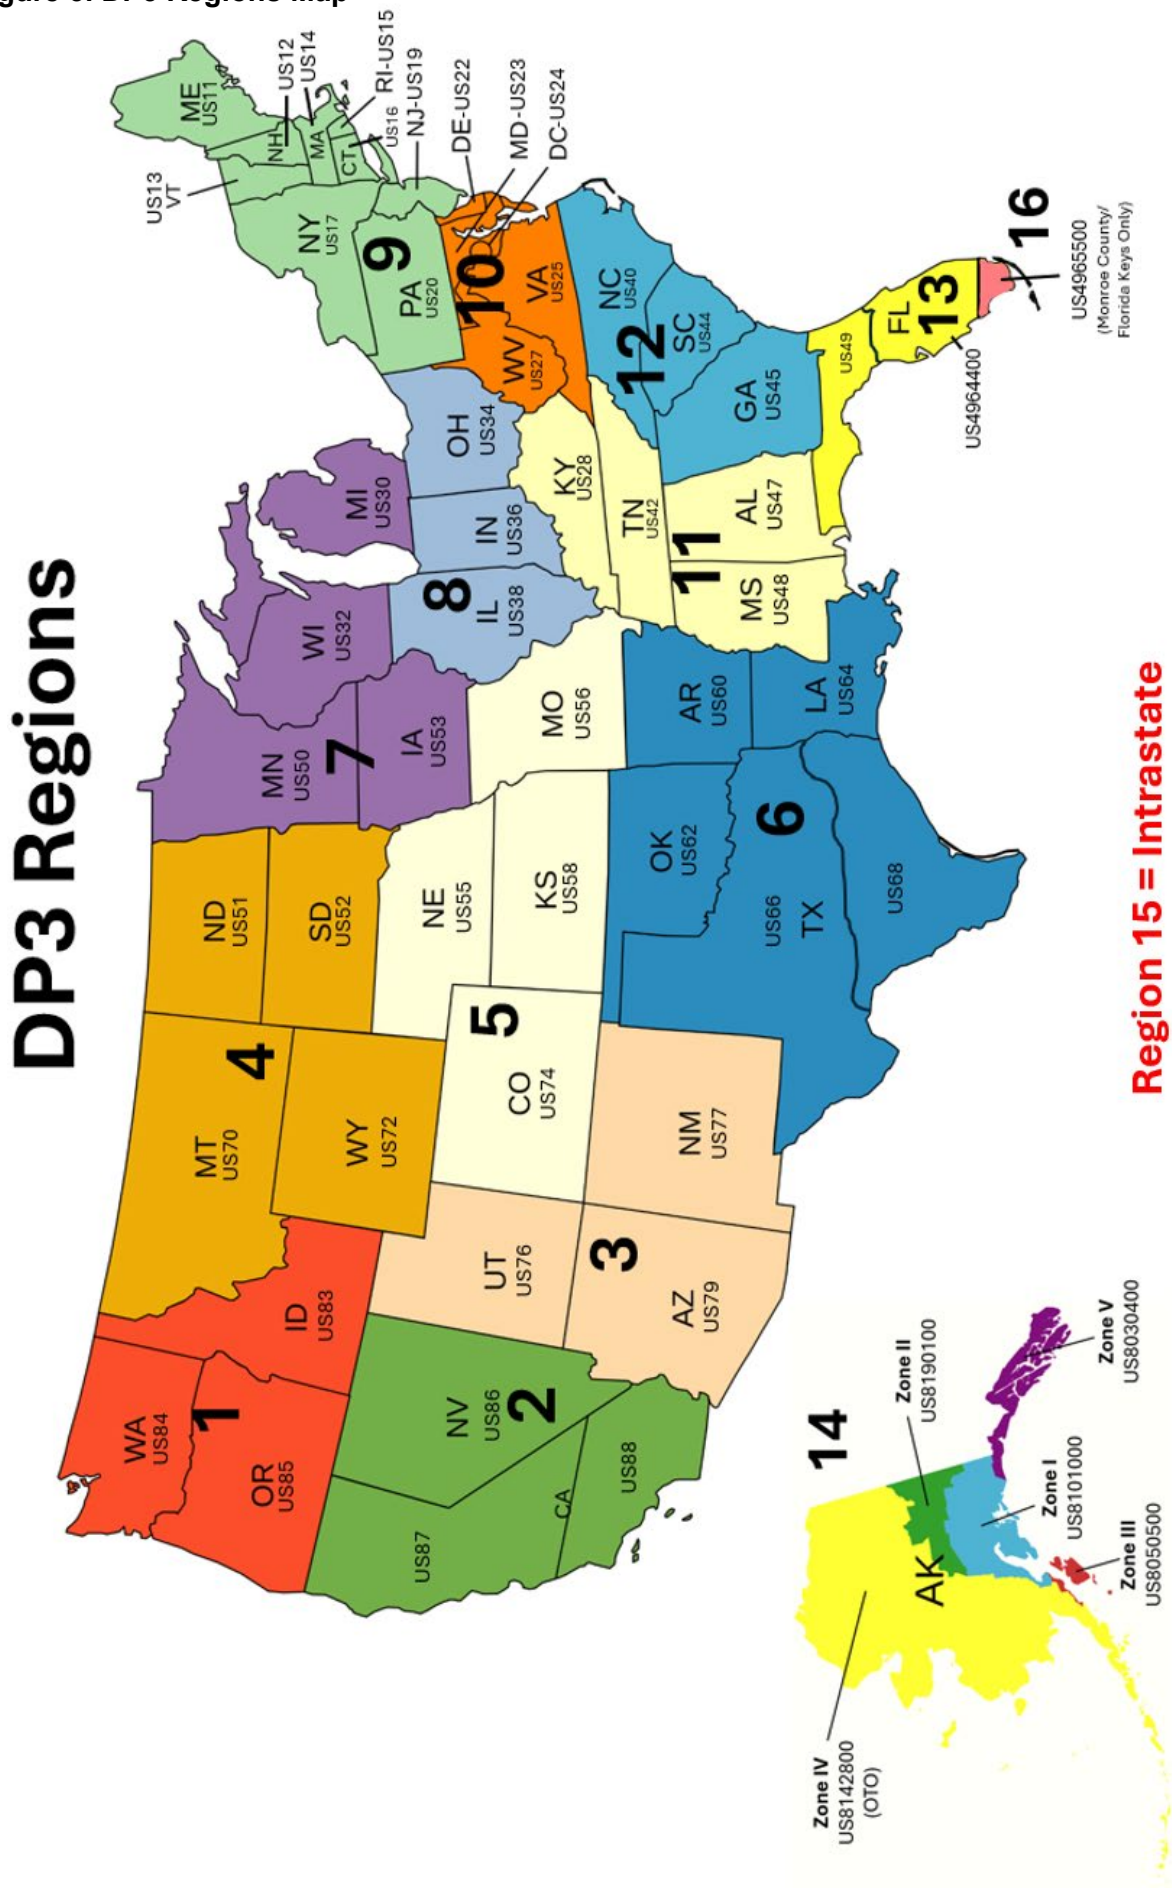 Figure 6: DP3 Regions Map
DP3 Regions
WA
US84
1
OR
US85
ID
US83
MT
US70
4
WY
US72
ND
US51
SD
US52
MN
US50
7
WI
US32
MI
US30
IA
US53
NV
US86
2
US87
CA
US88
UT
US76
3
AZ
US79
NM
US77
5
CO
US74
NE
US55
KS
US58
MO
US56
OK
US62
AR
US60
6
US66
TX
US68
LA
US64
8
IL
US38
IN
US36
OH
US34
KY
US28
TN
US42
11
MS
US48
AL
US47
ME
US11
US13
VT
NH
US12
MA
US14
RI-US15
CT
US16
NJ-US19
NY
US17
9
PA
US20
DE-US22
MD-US23
DC-US24
10
VA
US25
WV
US27
12
NC
US40
SC
US44
GA
US45
US49
FL
13
US4964400
16
US4965500
(Monroe County/
Florida Keys Only)
14
AK
Zone IV
US8142800
(OTO)
Zone II
US8190100
Zone I
US8101000
Zone III
US8050500
Zone V
US8030400
Region 15 = Intrastate